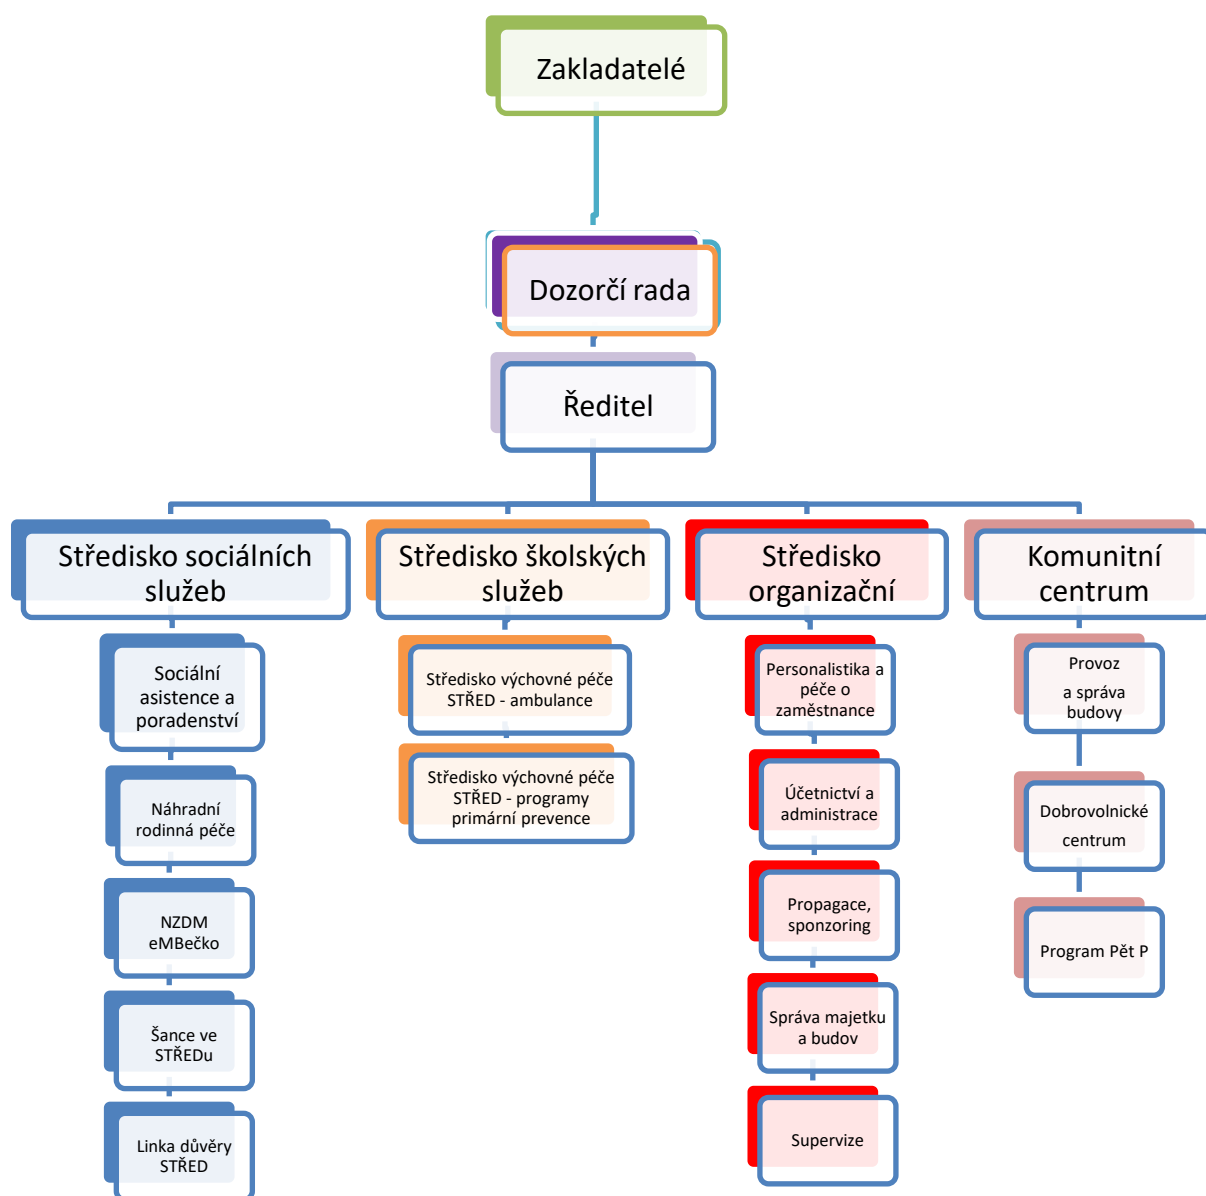 Zakladatelé
Dozorčí rada
Ředitel
Středisko sociálních
služeb
Středisko školských
služeb
Středisko
organizační
Komunitní
centrum
Sociální
asistence a
poradenství
Náhradní
rodinná péče
NZDM
eMBečko
Šance ve
STŘEDu
Linka důvěry
STŘED
Středisko výchovné péče
STŘED - ambulance
Středisko výchovné péče
STŘED - programy
primární prevence
Personalistika a
péče o
zaměstnance
Účetnictví a
administrace
Propagace,
sponzoring
Správa majetku
a budov
Supervize
Provoz
a správa
budovy
Dobrovolnické
centrum
Program Pět P